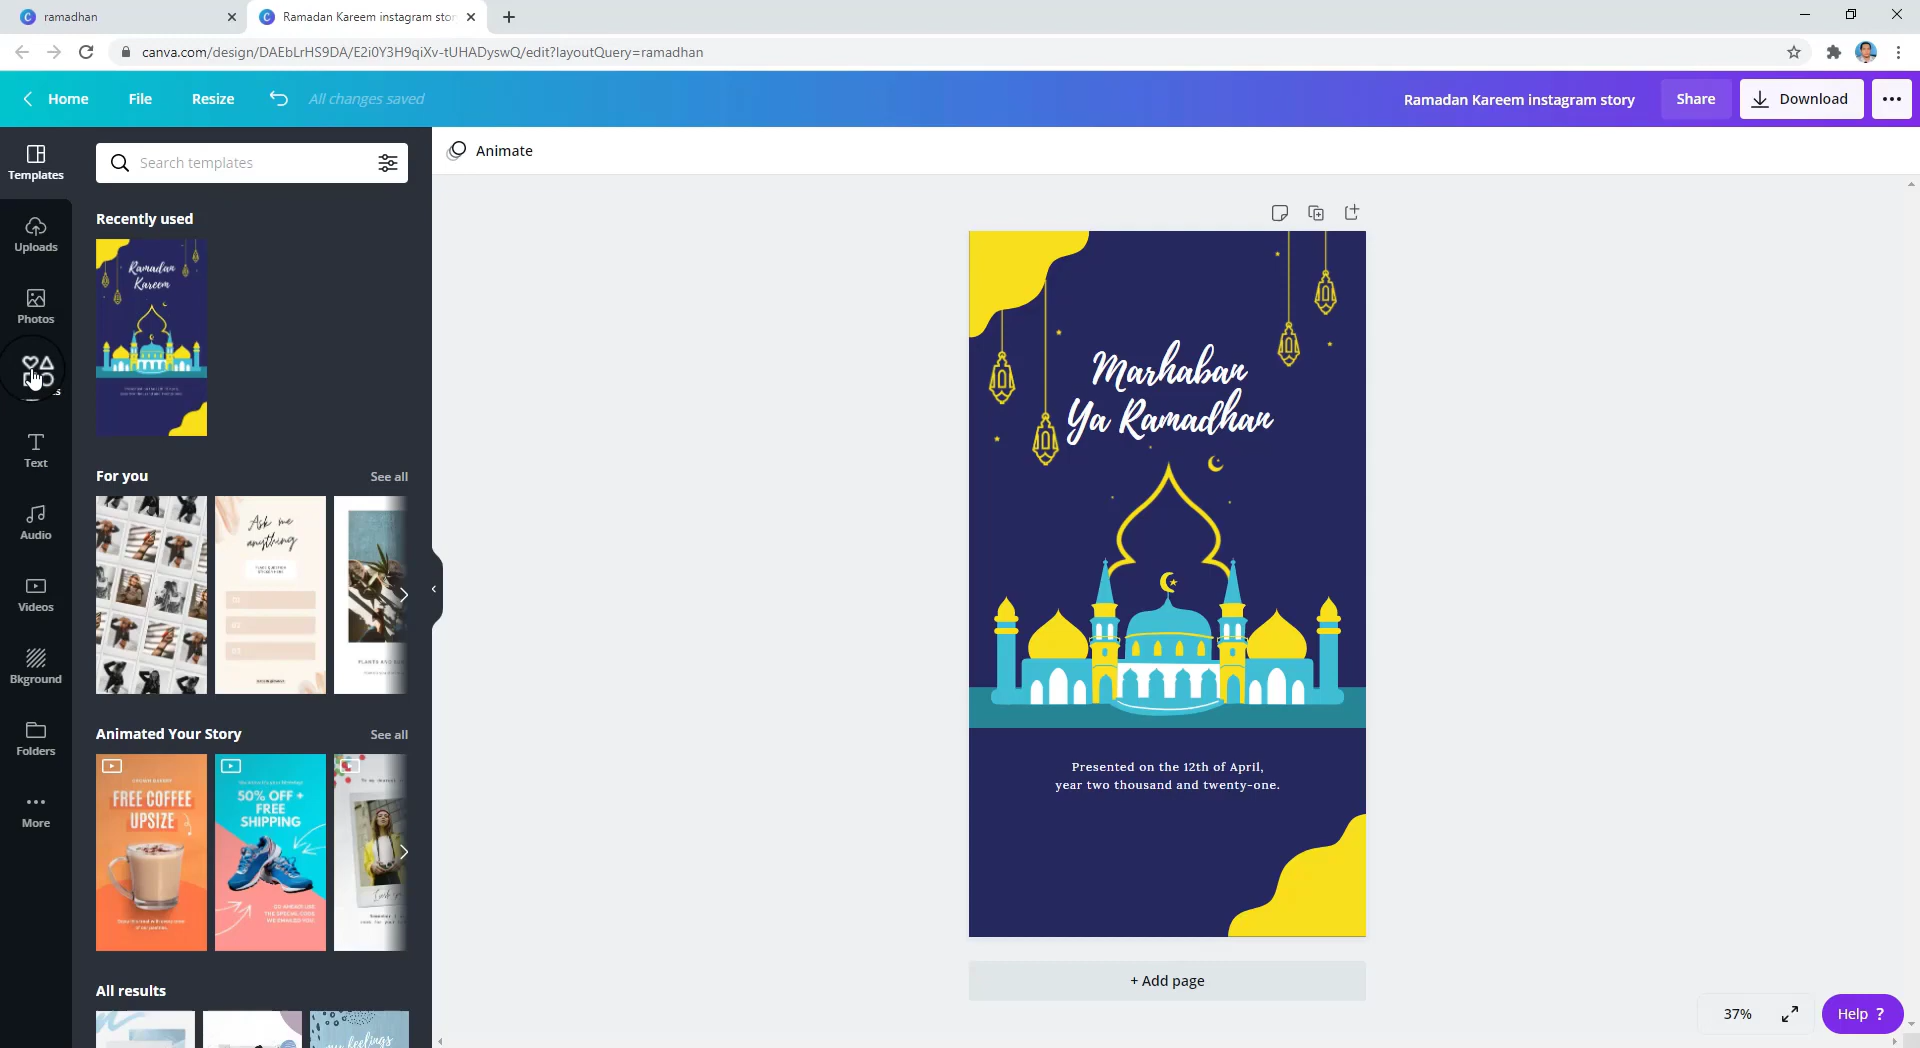 ramadhan
Ramadan Kareem instagram stor
canva.com/design/DAEbLrHS9DA/E2i0Y3H9qiXv-tUHADyswQ/edit?layoutQuery=ramadhan
Home
File
Resize
All changes saved
Ramadan Kareem instagram story
Share
Download
Templates
Uploads
Photos
Text
Audio
Videos
Bkground
Folders
More
Search templates
Recently used
Ramadan
Kareem
For you
See all
Ask me
anything
Animated Your Story
See all
FREE COFFEE
UPSIZE
50% OFF +
FREE
SHIPPING
All results
my feelings
Animate
Marhaban
Ya Ramadhan
Presented on the 12th of April,
year two thousand and twenty-one.
+ Add page
37%
Help ?